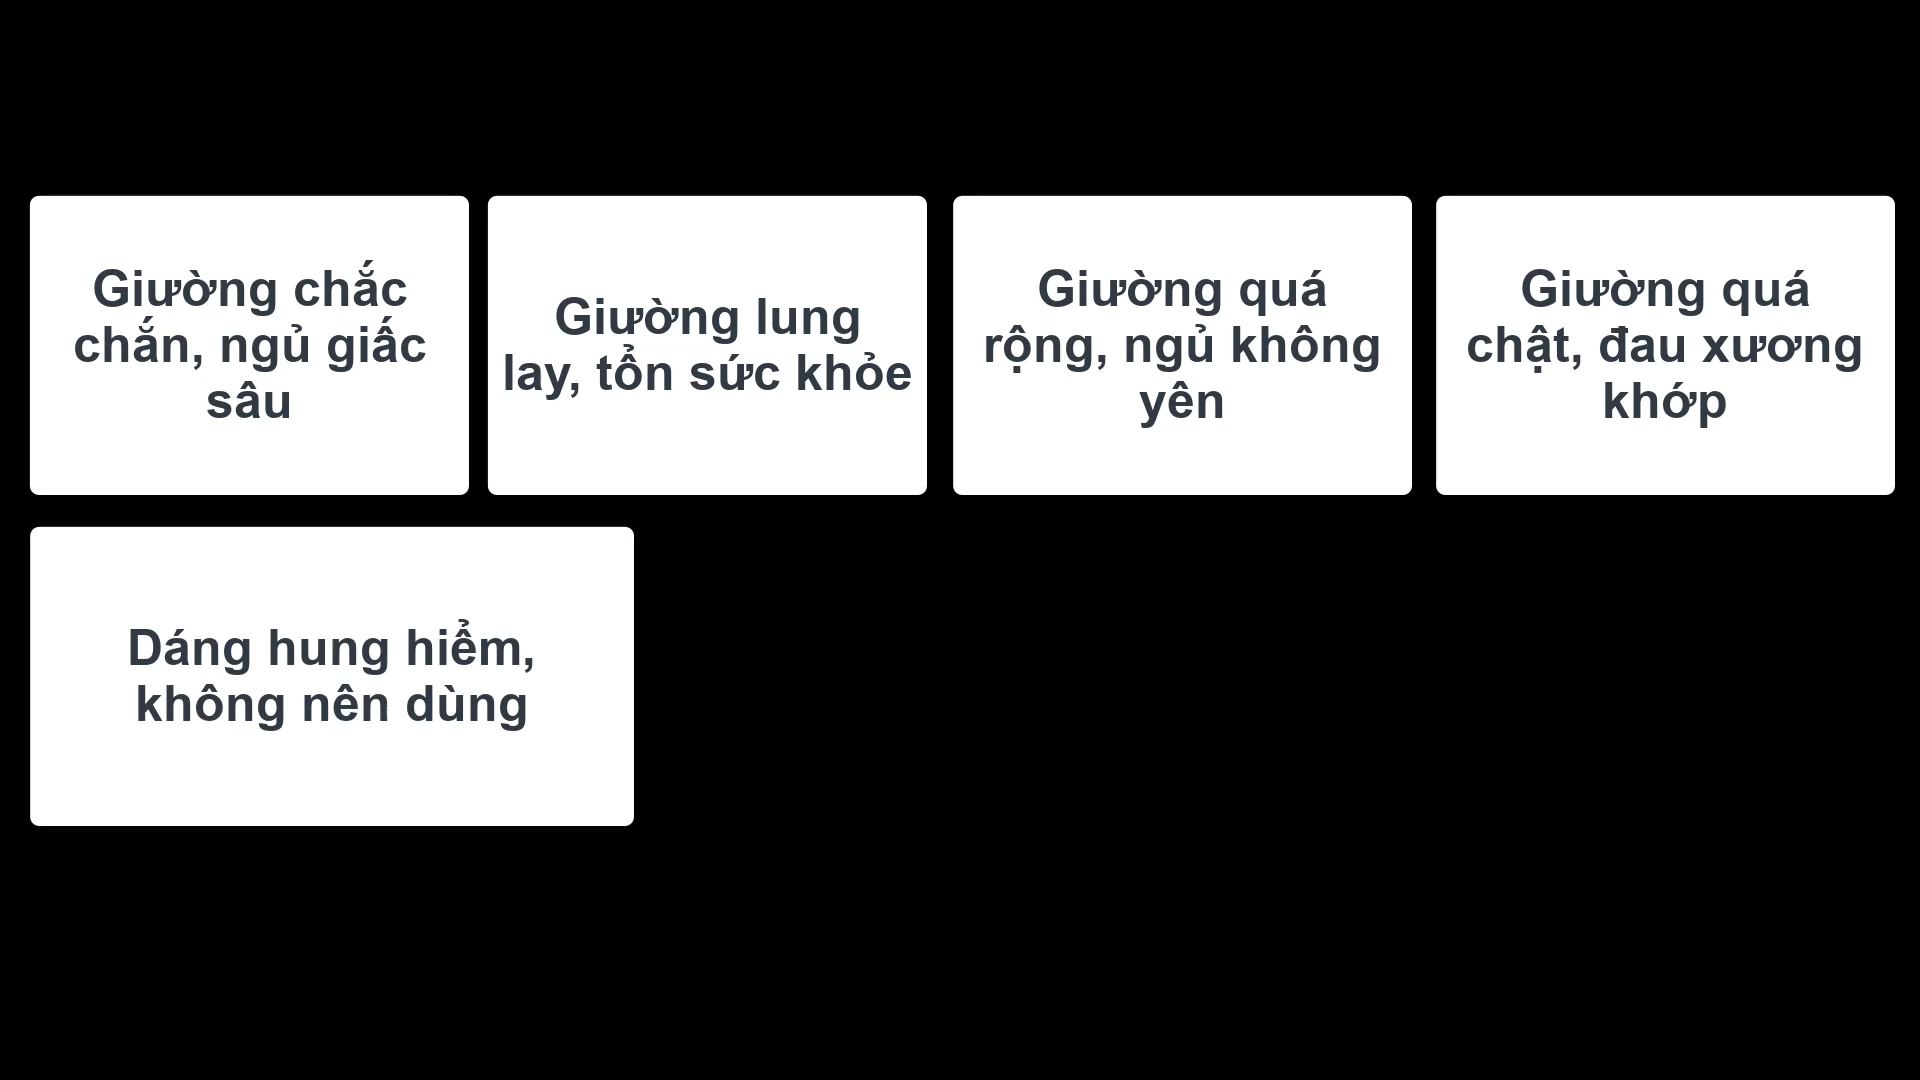 Giường chắc
chắn, ngủ giấc
sâu
Giường lung
lay, tổn sức khỏe
Giường quá
rộng, ngủ không
yên
Giường quá
chật, đau xương
khớp
Dáng hung hiểm,
không nên dùng